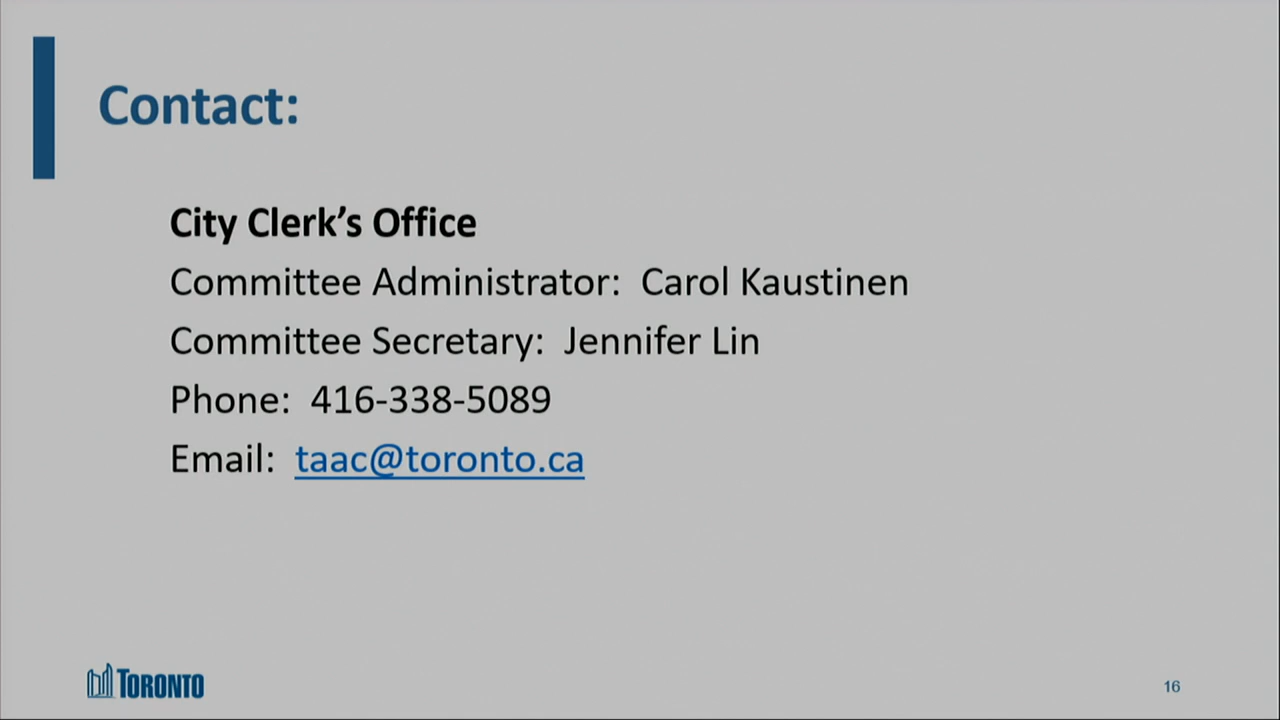 Contact:
City Clerk’s Office
Committee Administrator: Carol Kaustinen
Committee Secretary: Jennifer Lin
Phone: 416-338-5089
Email: taac@toronto.ca
TORONTO
16